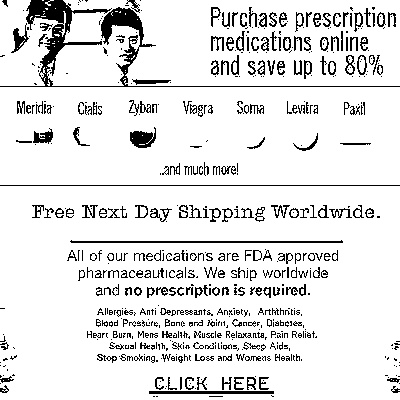 Purchase prescription
medications online
and save up to 80%
Meridia Cialis Zyban Viagra Soma Levitra Paxil
..and much more!
Free Next Day Shipping Worldwide.
All of our medications are FDA approved
pharmaceauticals. We ship worldwide
and no prescription is required.
Allergies, Anti Depressants, Anxiety, Arththritis,
Blood Pressure, Bone and Joint, Cancer, Diabetes,
Heart Burn, Mens Health, Muscle Relaxants, Pain Relief,
Sexual Health, Skin Conditions, Sleep Aids,
Stop Smoking, Weight Loss and Womens Health.
CLICK HERE